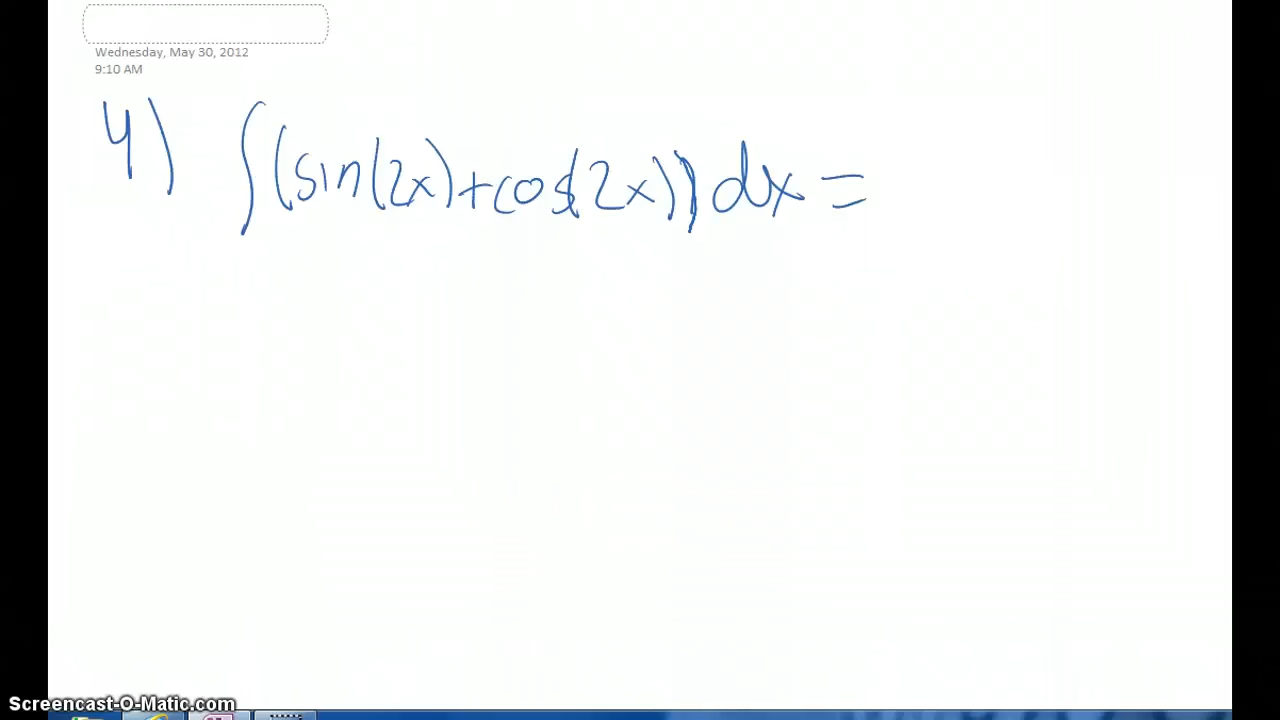 Wednesday, May 30, 2012
9:10 AM
4) ∫(sin(2x)+cos(2x))dx=
Screencast-O-Matic.com